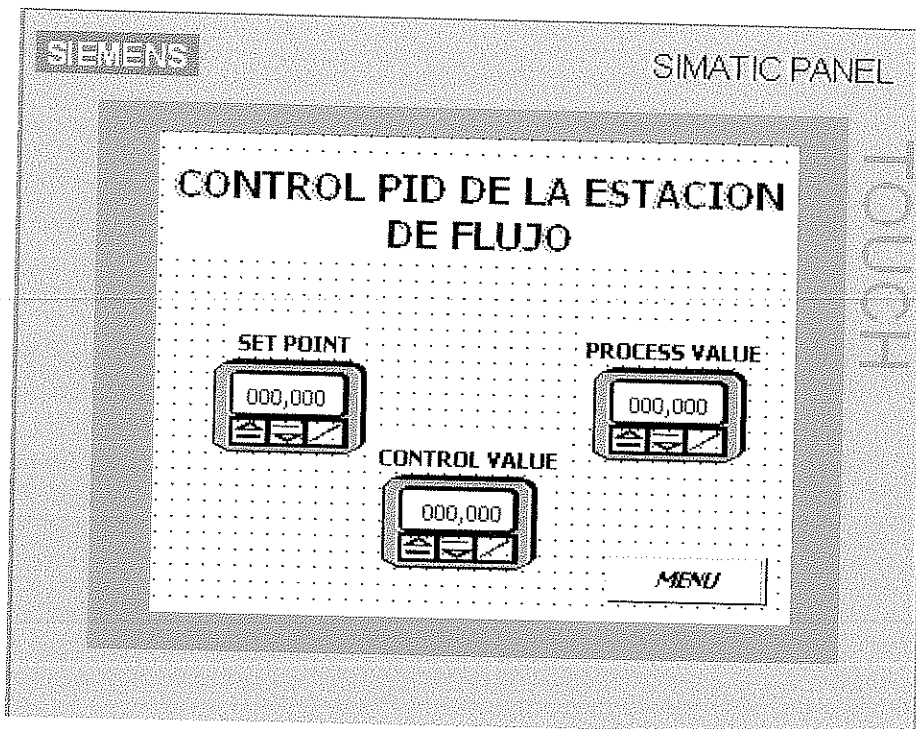 SIEMENS
SIMATIC PANEL
TOUCH
CONTROL PID DE LA ESTACION
DE FLUJO
SET POINT
000,000
PROCESS VALUE
000,000
CONTROL VALUE
000,000
MENU